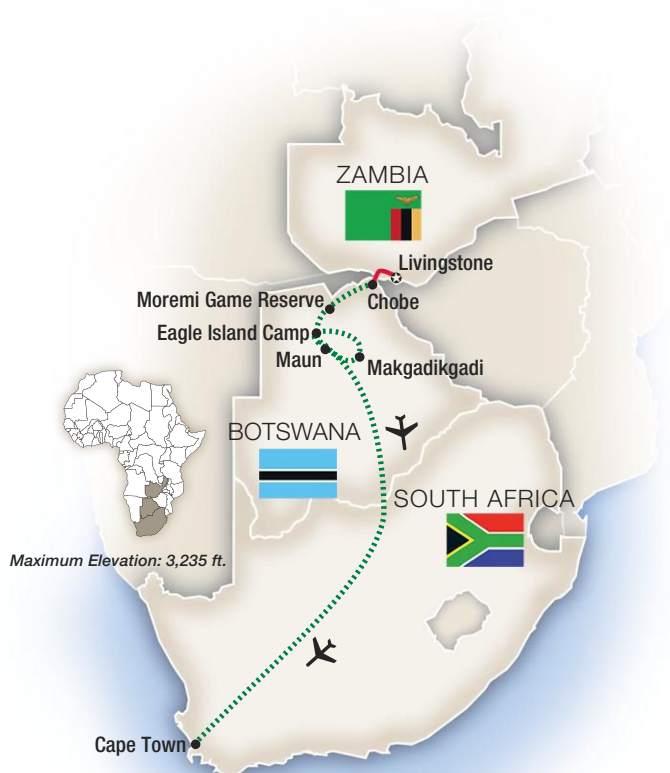 ZAMBIA
Livingstone
Chobe
Moremi Game Reserve
Eagle Island Camp
Maun
Makgadikgadi
BOTSWANA
SOUTH AFRICA
Maximum Elevation: 3,235 ft.
Cape Town